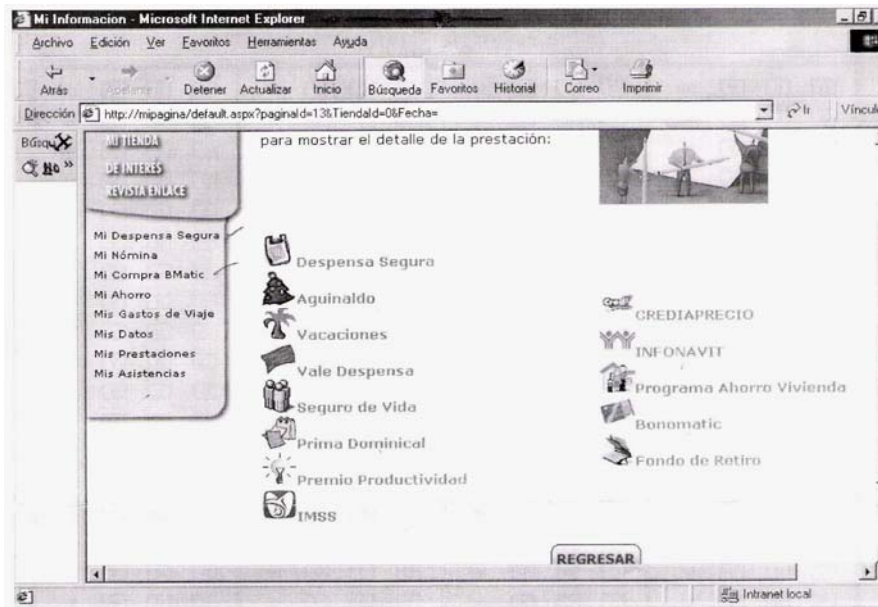 Mi Informacion - Microsoft Internet Explorer
Archivo Edición Ver Favoritos Herramientas Ayuda
Atrás Adelante Detener Actualizar Inicio Búsqueda Favoritos Historial Correo Imprimir
Dirección http://mipagina/default.aspx?paginaId=13&TiendaId=0&Fecha= Ir Víncul
Búsqu
MI TIENDA
DE INTERÉS
REVISTA ENLACE
para mostrar el detalle de la prestación:
Mi Despensa Segura
Mi Nómina
Mi Compra BMatic
Mi Ahorro
Mis Gastos de Viaje
Mis Datos
Mis Prestaciones
Mis Asistencias
Despensa Segura
Aguinaldo
Vacaciones
Vale Despensa
Seguro de Vida
Prima Dominical
Premio Productividad
IMSS
CREDIAPRECIO
INFONAVIT
Programa Ahorro Vivienda
Bonomatic
Fondo de Retiro
REGRESAR
Intranet local